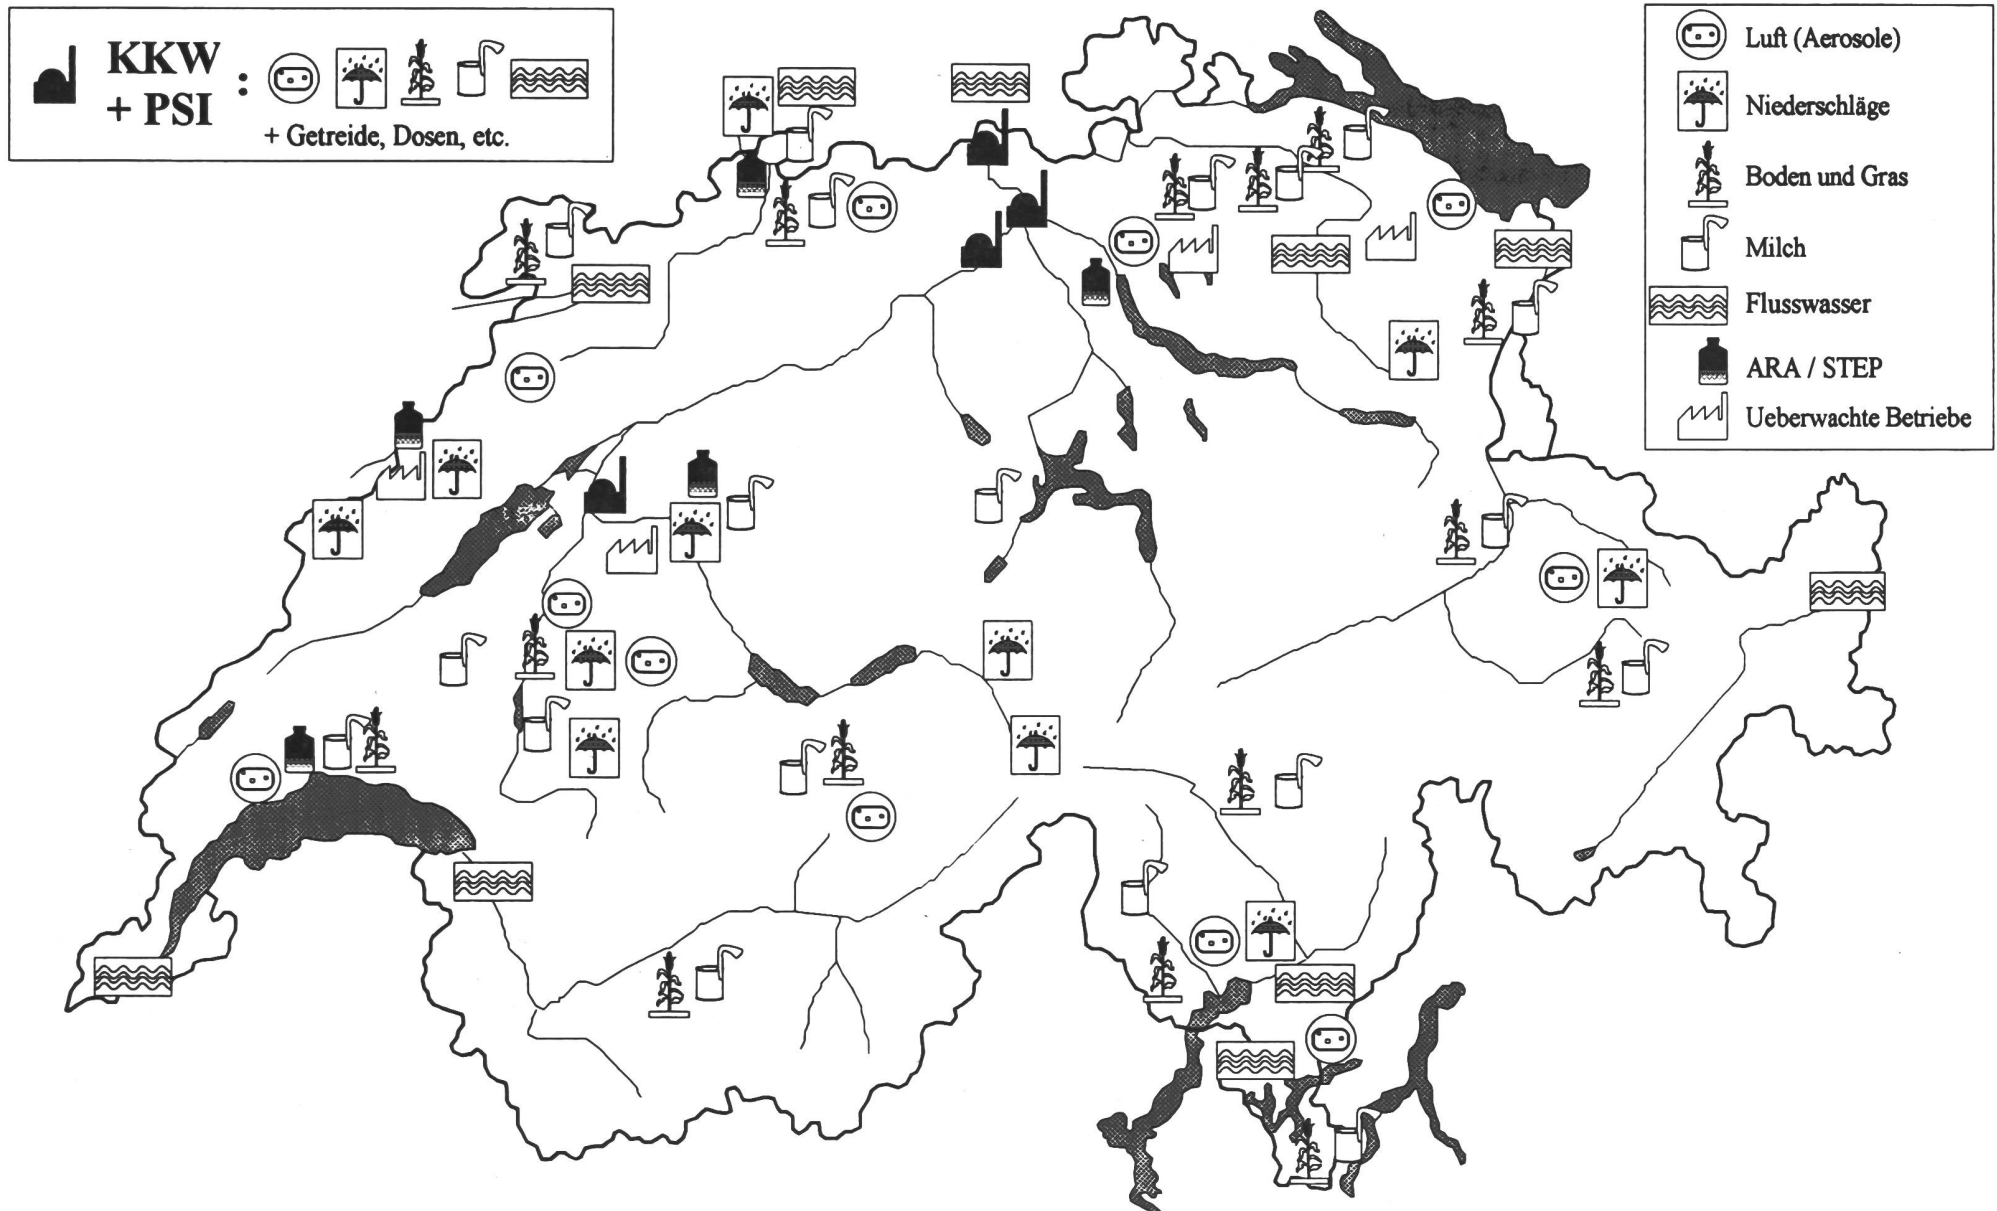 KKW
+ PSI
:
+ Getreide, Dosen, etc.
Luft (Aerosole)
Niederschläge
Boden und Gras
Milch
Flusswasser
ARA / STEP
Ueberwachte Betriebe